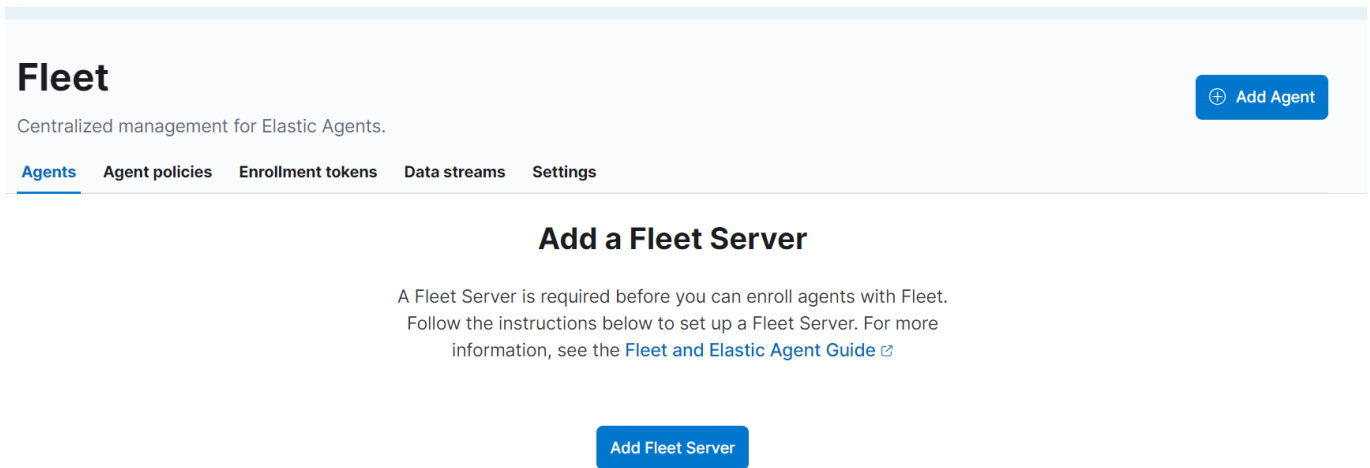 Fleet
Add Agent
Centralized management for Elastic Agents.
Agents Agent policies Enrollment tokens Data streams Settings
Add a Fleet Server
A Fleet Server is required before you can enroll agents with Fleet.
Follow the instructions below to set up a Fleet Server. For more
information, see the Fleet and Elastic Agent Guide
Add Fleet Server